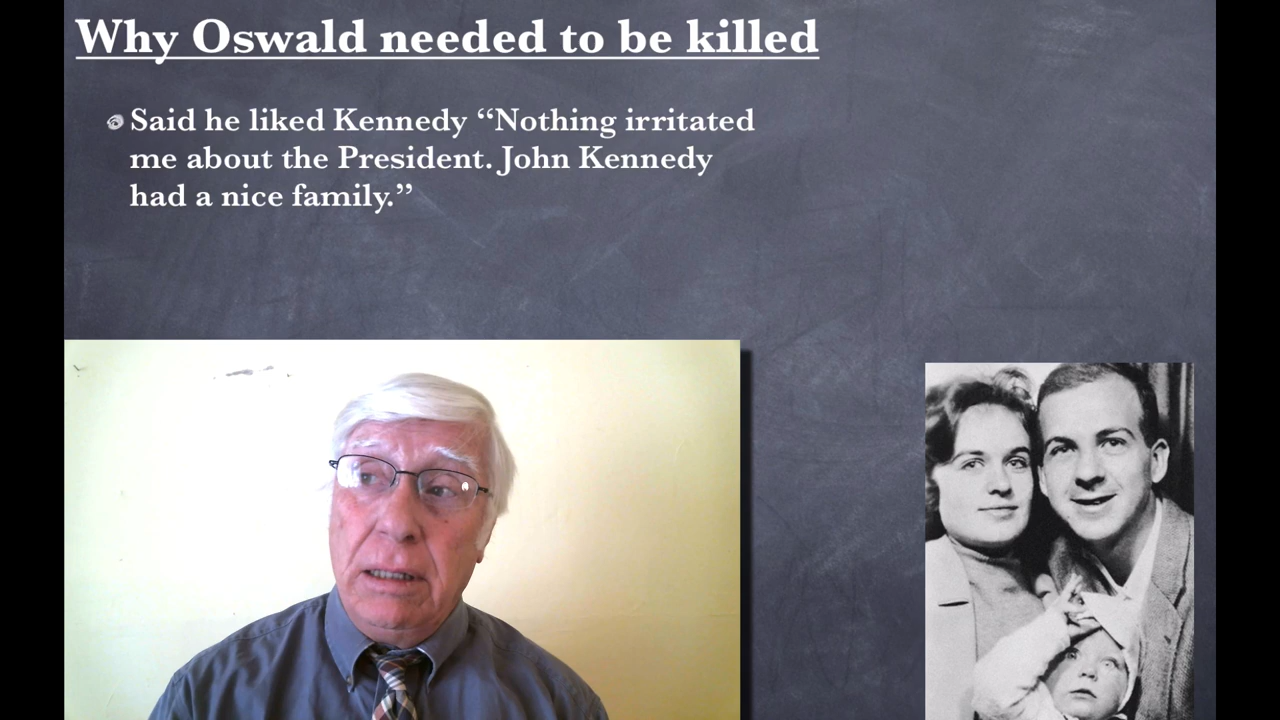 Why Oswald needed to be killed
Said he liked Kennedy “Nothing irritated
me about the President. John Kennedy
had a nice family.”